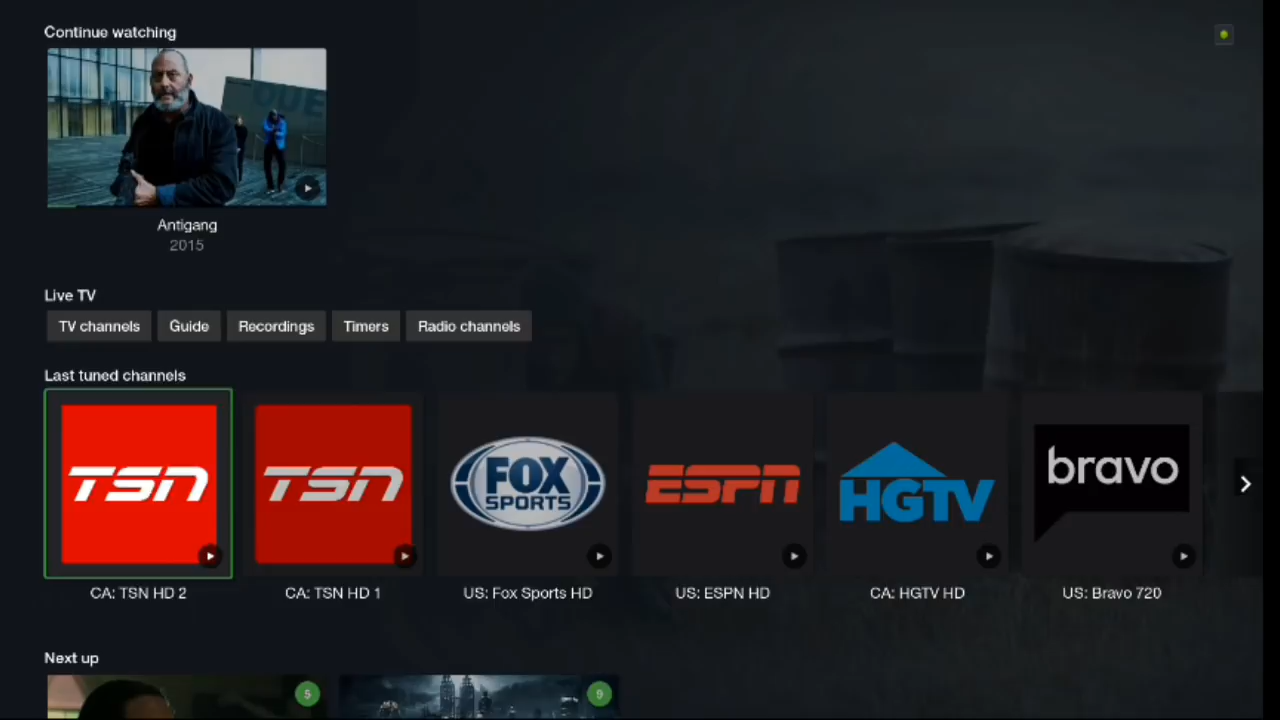 Continue watching
Antigang
2015
Live TV
TV channels Guide Recordings Timers Radio channels
Last tuned channels
TSN TSN FOX SPORTS ESPN HGTV bravo
CA: TSN HD 2 CA: TSN HD 1 US: Fox Sports HD US: ESPN HD CA: HGTV HD US: Bravo 720
Next up
5 9